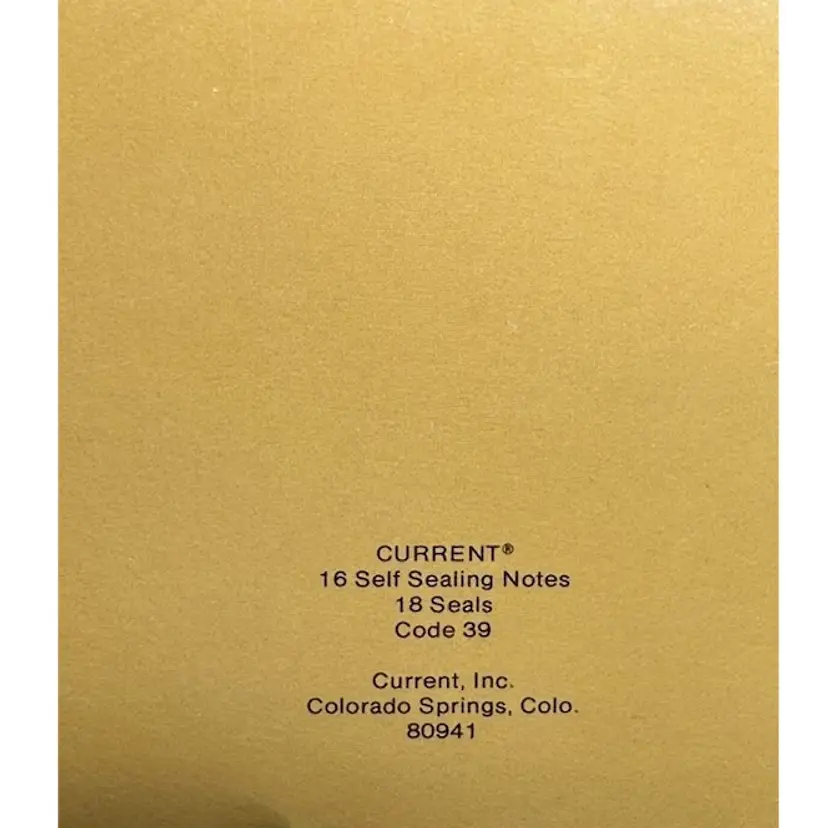 CURRENT®
16 Self Sealing Notes
18 Seals
Code 39
Current, Inc.
Colorado Springs, Colo.
80941